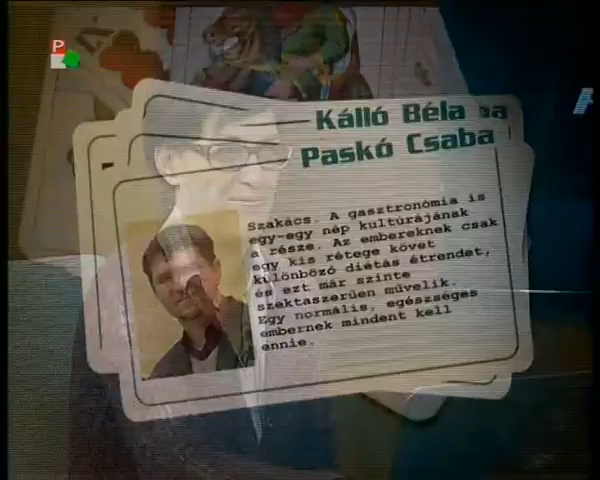 P
Kálló Béla
Paskó Csaba
Szakács. A gasztronómia is
egy-egy nép kultúrájának
a része. Az embereknek csak
egy kis rétege követ
különböző diétás étrendet,
és ezt már szinte
szektaszerűen művelik.
Egy normális, egészséges
embernek mindent kell
ennie.